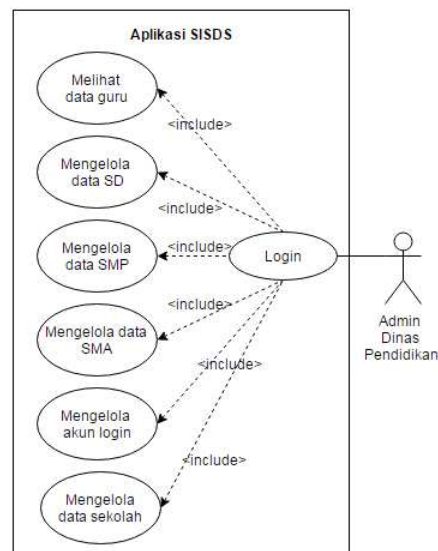 Aplikasi SISDS
Melihat
data guru
<include>
Mengelola
data SD
<include>
Mengelola
data SMP
<include>
Login
Mengelola data
SMA
<include>
Admin
Dinas
Pendidikan
Mengelola
akun login
<include>
Mengelola
data sekolah
<include>